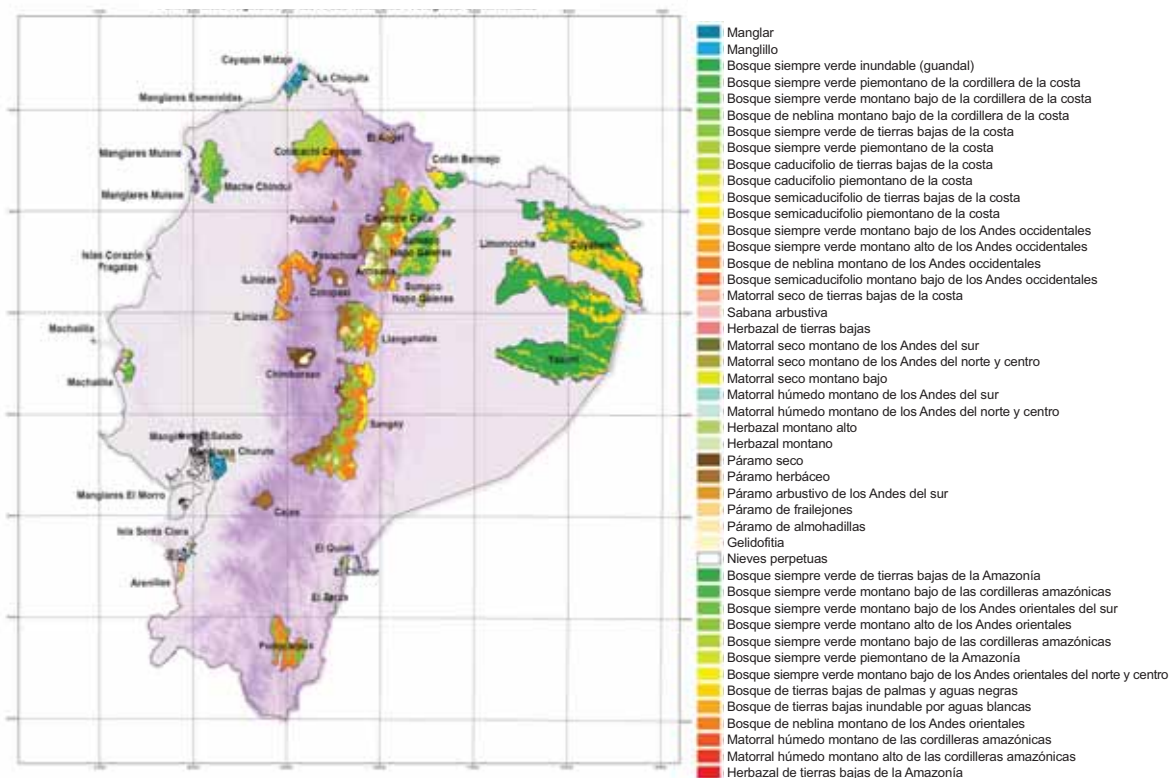 Cayapas Mataje
La Chiquita
Manglares Esmeraldas
El Angel
Cotacachi Cayapas
Manglares Muisne
Cofán Bermejo
Mache Chindul
Manglares Muisne
Pululahua
Cayambe Coca
Limoncocha
Cuyabeno
Sumaco
Napo Galeras
Islas Corazón y
Fragatas
Pasochoa
Antisana
ILinizas
Cotopaxi
Sumaco
Napo Galeras
ILinizas
Machalilla
Llanganates
Yasuní
Chimborazo
Machalilla
Sangay
Manglares El Salado
Manglares Churute
Manglares El Morro
Cajas
Isla Santa Clara
El Quimi
El Cóndor
Arenillas
El Zarza
Podocarpus
Manglar
Manglillo
Bosque siempre verde inundable (guandal)
Bosque siempre verde piemontano de la cordillera de la costa
Bosque siempre verde montano bajo de la cordillera de la costa
Bosque de neblina montano bajo de la cordillera de la costa
Bosque siempre verde de tierras bajas de la costa
Bosque siempre verde piemontano de la costa
Bosque caducifolio de tierras bajas de la costa
Bosque caducifolio piemontano de la costa
Bosque semicaducifolio de tierras bajas de la costa
Bosque semicaducifolio piemontano de la costa
Bosque siempre verde montano bajo de los Andes occidentales
Bosque siempre verde montano alto de los Andes occidentales
Bosque de neblina montano de los Andes occidentales
Bosque semicaducifolio montano bajo de los Andes occidentales
Matorral seco de tierras bajas de la costa
Sabana arbustiva
Herbazal de tierras bajas
Matorral seco montano de los Andes del sur
Matorral seco montano de los Andes del norte y centro
Matorral seco montano bajo
Matorral húmedo montano de los Andes del sur
Matorral húmedo montano de los Andes del norte y centro
Herbazal montano alto
Herbazal montano
Páramo seco
Páramo herbáceo
Páramo arbustivo de los Andes del sur
Páramo de frailejones
Páramo de almohadillas
Gelidofitia
Nieves perpetuas
Bosque siempre verde de tierras bajas de la Amazonía
Bosque siempre verde montano bajo de las cordilleras amazónicas
Bosque siempre verde montano bajo de los Andes orientales del sur
Bosque siempre verde montano alto de los Andes orientales
Bosque siempre verde montano bajo de las cordilleras amazónicas
Bosque siempre verde piemontano de la Amazonía
Bosque siempre verde montano bajo de los Andes orientales del norte y centro
Bosque de tierras bajas de palmas y aguas negras
Bosque de tierras bajas inundable por aguas blancas
Bosque de neblina montano de los Andes orientales
Matorral húmedo montano de las cordilleras amazónicas
Matorral húmedo montano alto de las cordilleras amazónicas
Herbazal de tierras bajas de la Amazonía